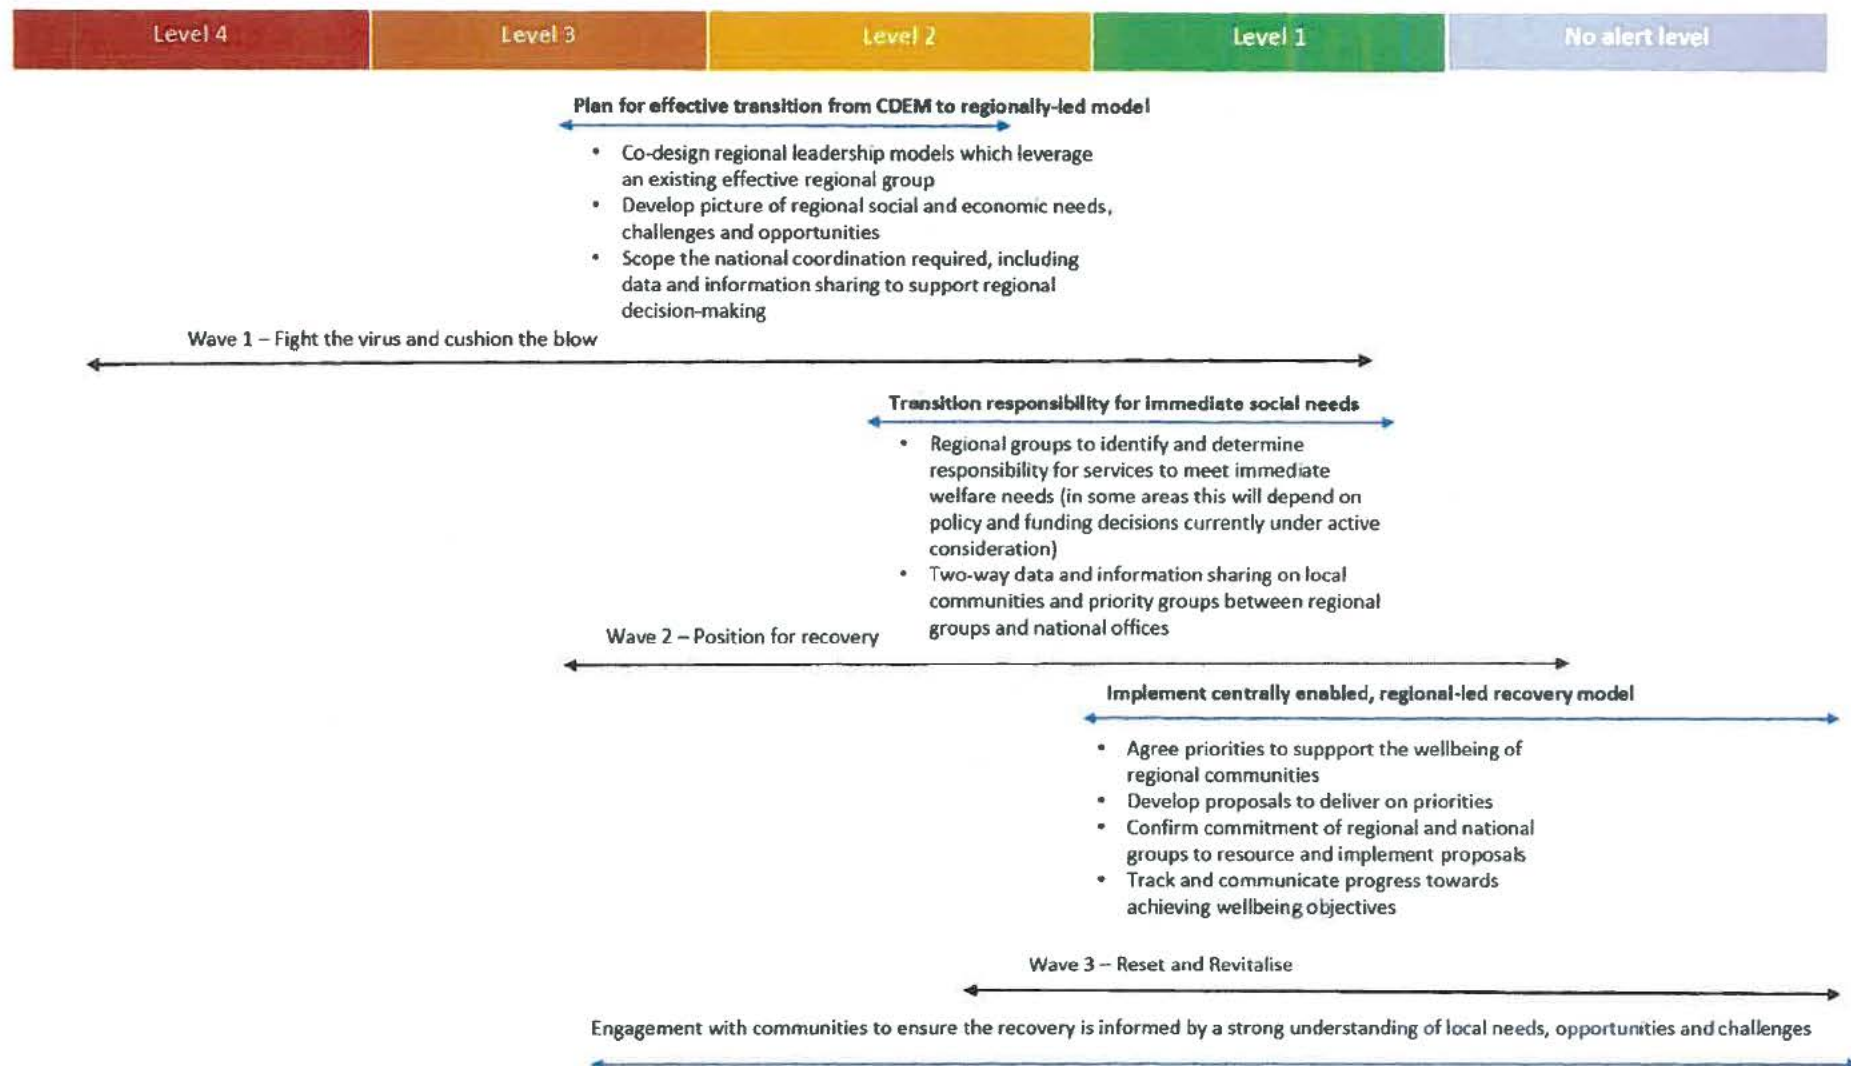 Level 4
Level 3
Level 2
Level 1
No alert level
Plan for effective transition from CDEM to regionally-led model
• Co-design regional leadership models which leverage
an existing effective regional group
• Develop picture of regional social and economic needs,
challenges and opportunities
• Scope the national coordination required, including
data and information sharing to support regional
decision-making
Wave 1 – Fight the virus and cushion the blow
Transition responsibility for immediate social needs
• Regional groups to identify and determine
responsibility for services to meet immediate
welfare needs (in some areas this will depend on
policy and funding decisions currently under active
consideration)
• Two-way data and information sharing on local
communities and priority groups between regional
groups and national offices
Wave 2 – Position for recovery
Implement centrally enabled, regional-led recovery model
• Agree priorities to suppport the wellbeing of
regional communities
• Develop proposals to deliver on priorities
• Confirm commitment of regional and national
groups to resource and implement proposals
• Track and communicate progress towards
achieving wellbeing objectives
Wave 3 – Reset and Revitalise
Engagement with communities to ensure the recovery is informed by a strong understanding of local needs, opportunities and challenges